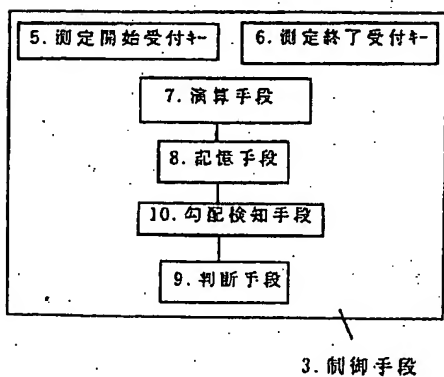 5. 測定開始受付キー
6. 測定終了受付キー
7. 演算手段
8. 記憶手段
10. 勾配検知手段
9. 判断手段
3. 制御手段